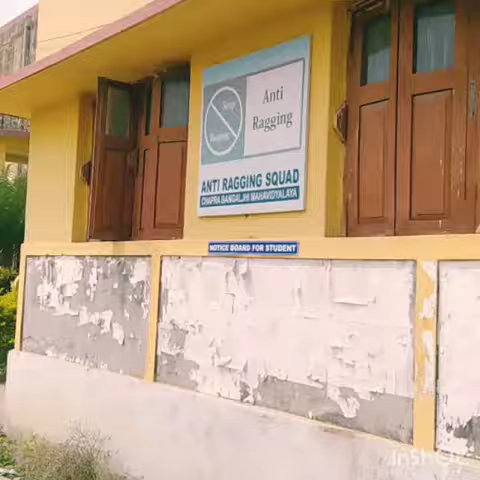 Stop
Ragging
Anti
Ragging
ANTI RAGGING SQUAD
CHAPRA BANGALJHI MAHAVIDYALAYA
NOTICE BOARD FOR STUDENT
InShOt